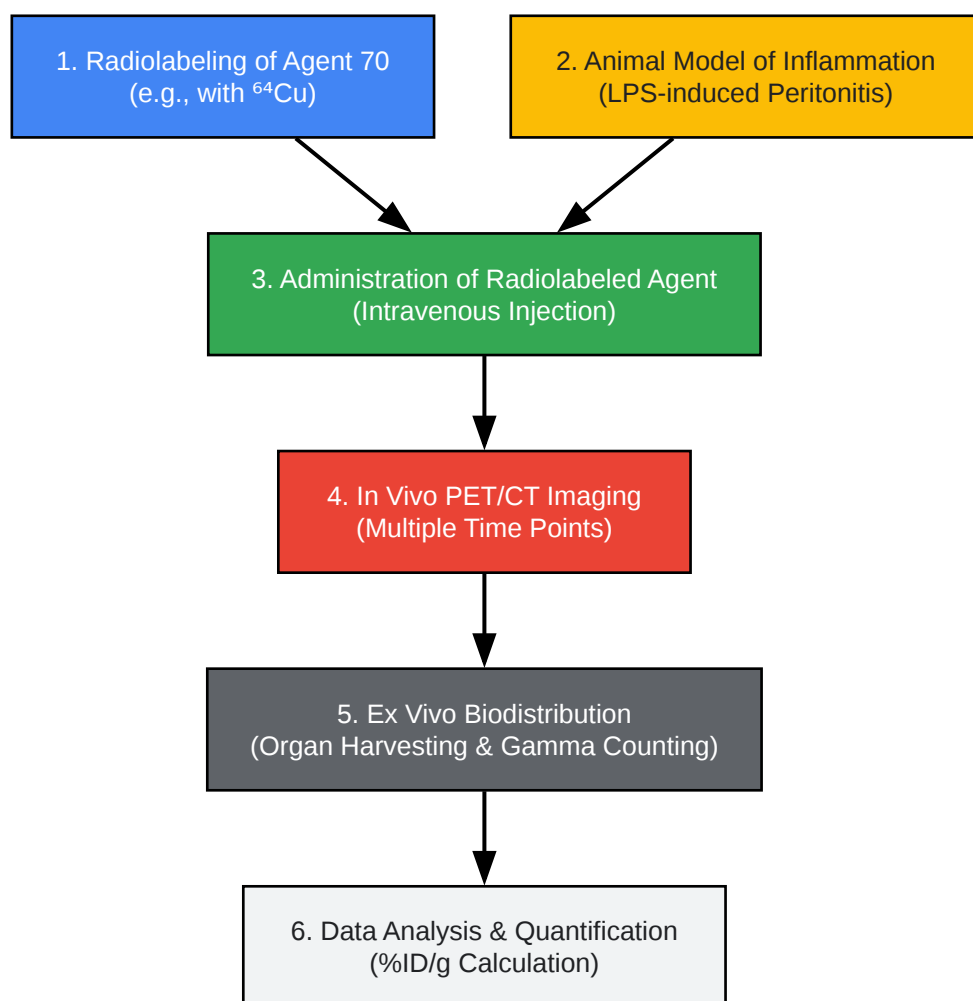 1. Radiolabeling of Agent 70
(e.g., with ⁶⁴Cu)
2. Animal Model of Inflammation
(LPS-induced Peritonitis)
3. Administration of Radiolabeled Agent
(Intravenous Injection)
4. In Vivo PET/CT Imaging
(Multiple Time Points)
5. Ex Vivo Biodistribution
(Organ Harvesting & Gamma Counting)
6. Data Analysis & Quantification
(%ID/g Calculation)